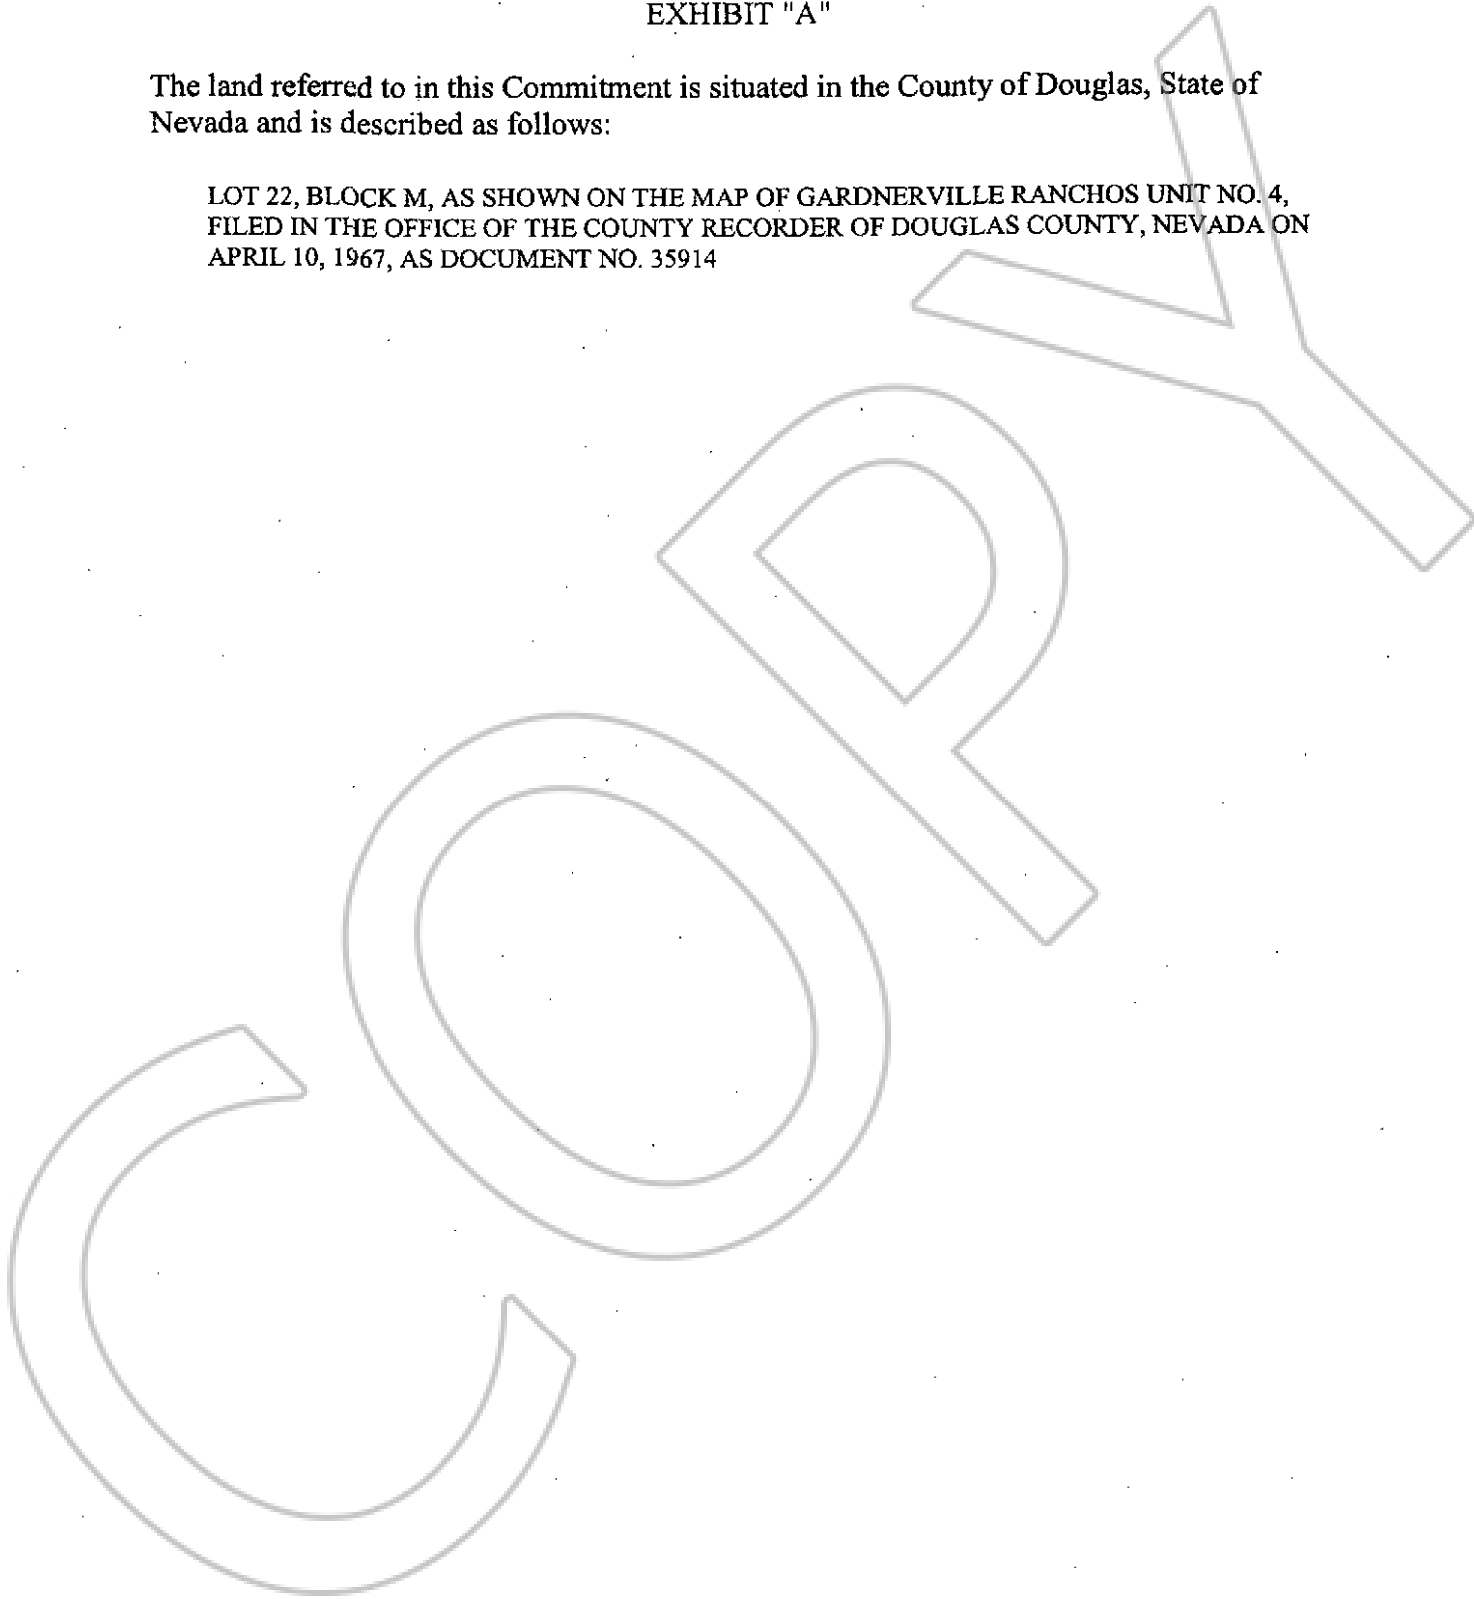 EXHIBIT "A"
The land referred to in this Commitment is situated in the County of Douglas, State of
Nevada and is described as follows:
LOT 22, BLOCK M, AS SHOWN ON THE MAP OF GARDNERVILLE RANCHOS UNIT NO. 4,
FILED IN THE OFFICE OF THE COUNTY RECORDER OF DOUGLAS COUNTY, NEVADA ON
APRIL 10, 1967, AS DOCUMENT NO. 35914
COPY